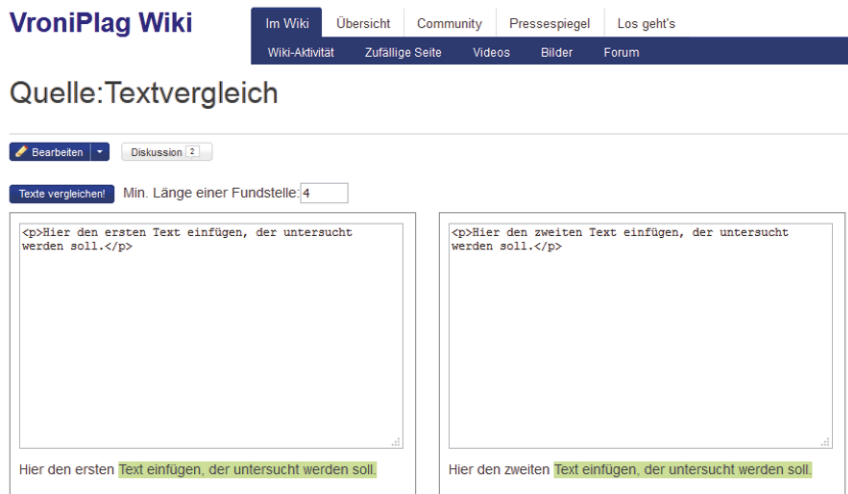 VroniPlag Wiki
Im Wiki Übersicht Community Pressespiegel Los geht's
Wiki-Aktivität Zufällige Seite Videos Bilder Forum
Quelle:Textvergleich
Bearbeiten Diskussion 2
Texte vergleichen! Min. Länge einer Fundstelle: 4
<p>Hier den ersten Text einfügen, der untersucht
werden soll.</p>
<p>Hier den zweiten Text einfügen, der untersucht
werden soll.</p>
Hier den ersten Text einfügen, der untersucht werden soll.
Hier den zweiten Text einfügen, der untersucht werden soll.